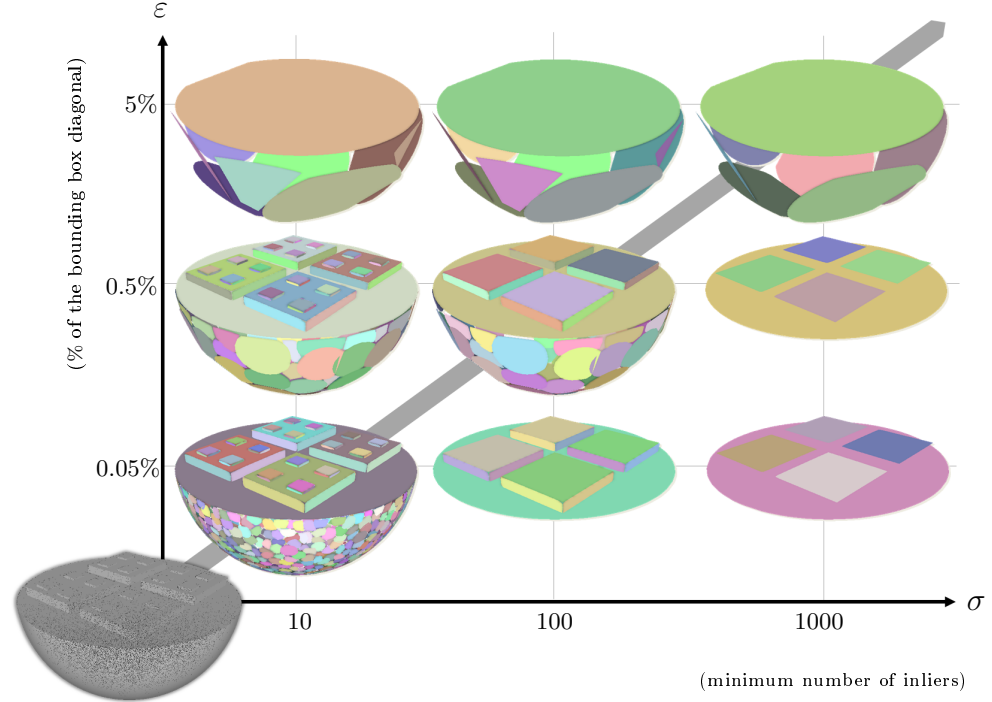 ε
(% of the bounding box diagonal)
5%
0.5%
0.05%
10
100
1000
σ
(minimum number of inliers)